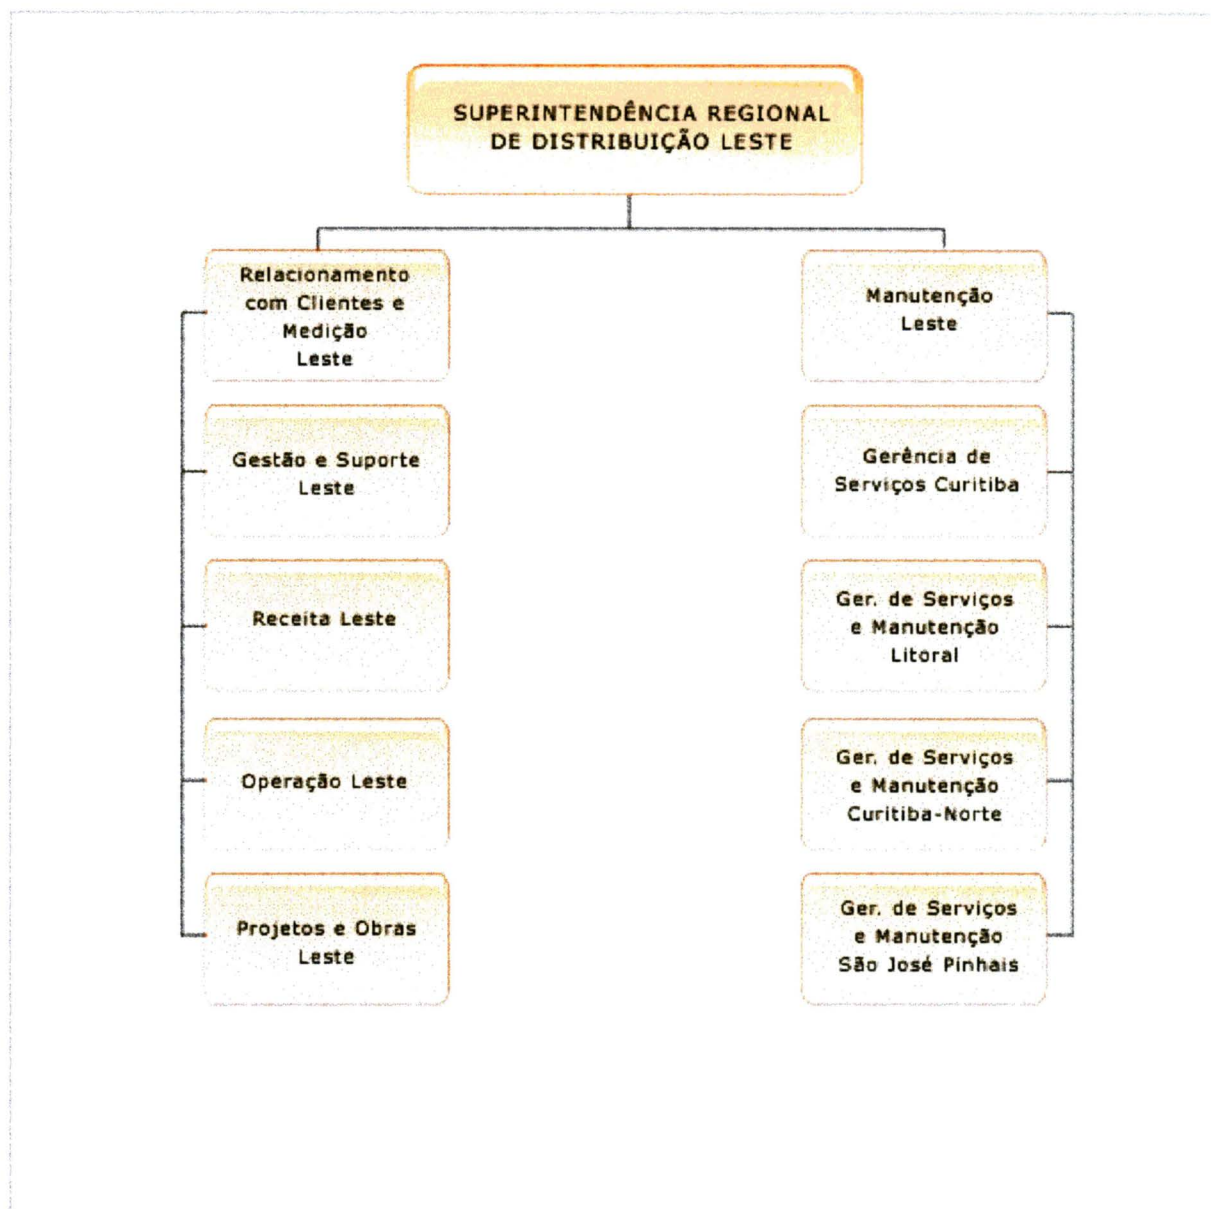 SUPERINTENDÊNCIA REGIONAL
DE DISTRIBUIÇÃO LESTE
Relacionamento
com Clientes e
Medição
Leste
Gestão e Suporte
Leste
Receita Leste
Operação Leste
Projetos e Obras
Leste
Manutenção
Leste
Gerência de
Serviços Curitiba
Ger. de Serviços
e Manutenção
Litoral
Ger. de Serviços
e Manutenção
Curitiba-Norte
Ger. de Serviços
e Manutenção
São José Pinhais